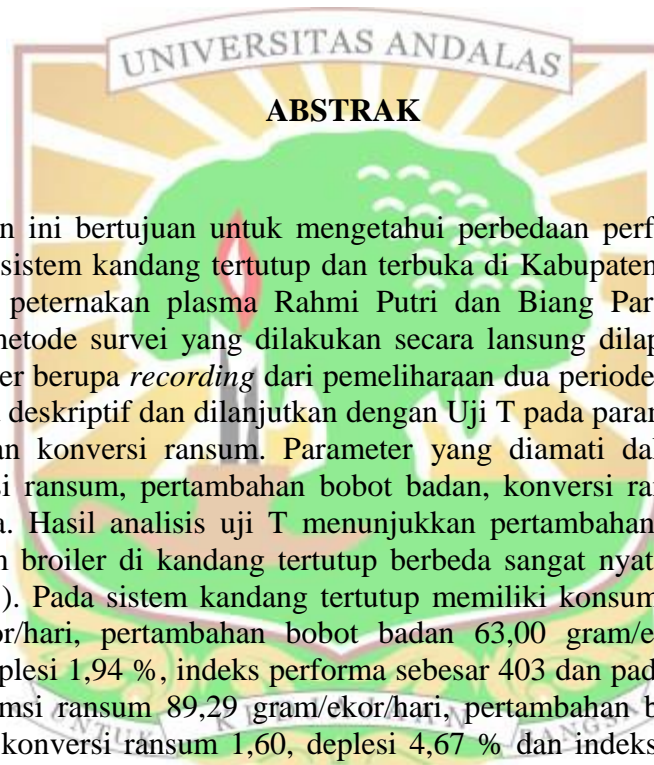 UNIVERSITAS ANDALAS
ABSTRAK
n ini bertujuan untuk mengetahui perbedaan perf
sistem kandang tertutup dan terbuka di Kabupaten
peternakan plasma Rahmi Putri dan Biang Par
metode survei yang dilakukan secara lansung dilap
er berupa recording dari pemeliharaan dua periode
deskriptif dan dilanjutkan dengan Uji T pada param
an konversi ransum. Parameter yang diamati dal
si ransum, pertambahan bobot badan, konversi ra
a. Hasil analisis uji T menunjukkan pertambahan
n broiler di kandang tertutup berbeda sangat nyat
). Pada sistem kandang tertutup memiliki konsum
or/hari, pertambahan bobot badan 63,00 gram/e
plesi 1,94 %, indeks performa sebesar 403 dan pad
umsi ransum 89,29 gram/ekor/hari, pertambahan b
konversi ransum 1,60, deplesi 4,67 % dan indeks
UNTUK BANGSA